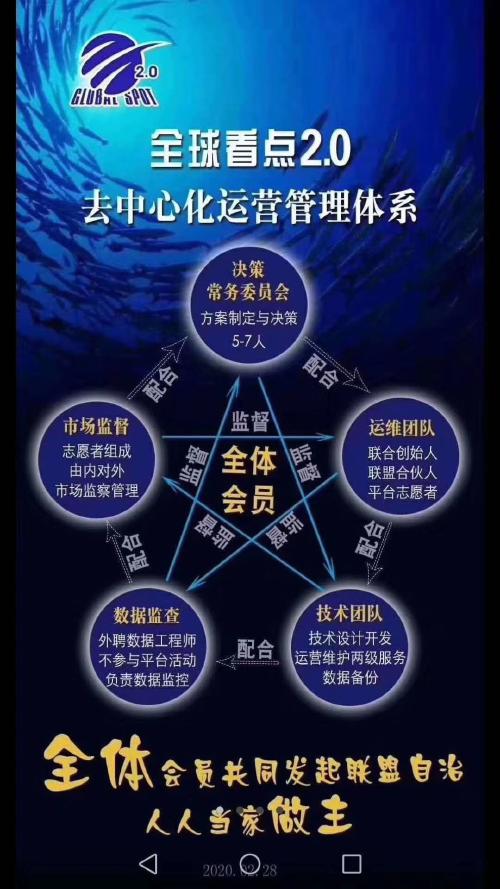 2.0
GLOBAL SPOT
全球看点2.0
去中心化运营管理体系
决策
常务委员会
方案制定与决策
5-7人
配合
配合
市场监督
志愿者组成
由内对外
市场监察管理
监督
监督
监督
全体
会员
运维团队
联合创始人
联盟合伙人
平台志愿者
监督
监督
配合
配合
数据监查
外聘数据工程师
不参与平台活动
负责数据监控
配合
技术团队
技术设计开发
运营维护两级服务
数据备份
全体会员共同发起联盟自治
人人当家做主
2020.02.28